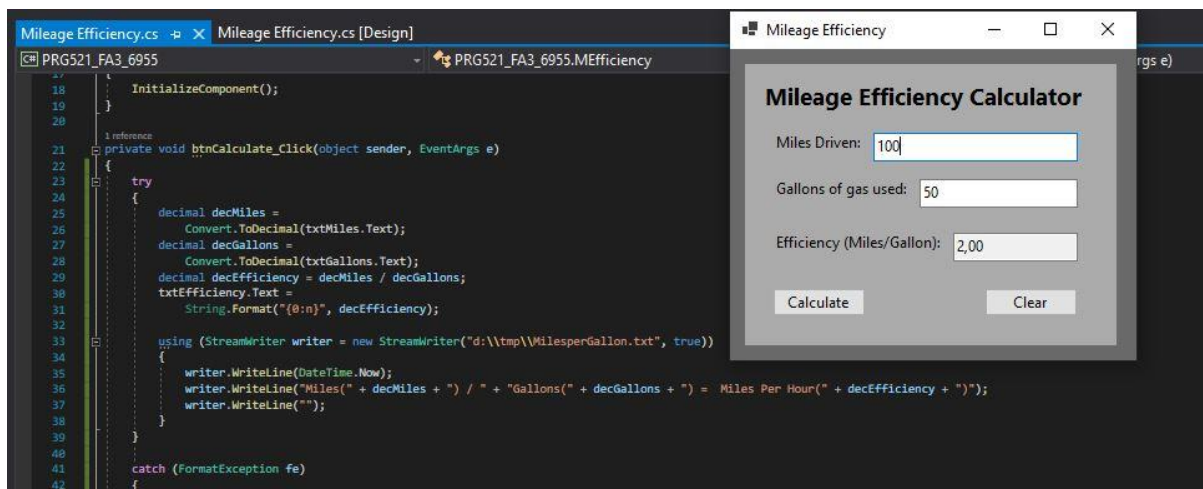 Mileage Efficiency.cs
Mileage Efficiency.cs [Design]
C# PRG521_FA3_6955
PRG521_FA3_6955.MEfficiency
rgs e)
17 {
18 InitializeComponent();
19 }
20
1 reference
21 private void btnCalculate_Click(object sender, EventArgs e)
22 {
23 try
24 {
25 decimal decMiles =
26 Convert.ToDecimal(txtMiles.Text);
27 decimal decGallons =
28 Convert.ToDecimal(txtGallons.Text);
29 decimal decEfficiency = decMiles / decGallons;
30 txtEfficiency.Text =
31 String.Format("{0:n}", decEfficiency);
32
33 using (StreamWriter writer = new StreamWriter("d:\\tmp\\MilesperGallon.txt", true))
34 {
35 writer.WriteLine(DateTime.Now);
36 writer.WriteLine("Miles(" + decMiles + ") / " + "Gallons(" + decGallons + ") =  Miles Per Hour(" + decEfficiency + ")");
37 writer.WriteLine("");
38 }
39 }
40
41 catch (FormatException fe)
42 {
Mileage Efficiency
Mileage Efficiency Calculator
Miles Driven: 100
Gallons of gas used: 50
Efficiency (Miles/Gallon): 2,00
Calculate
Clear